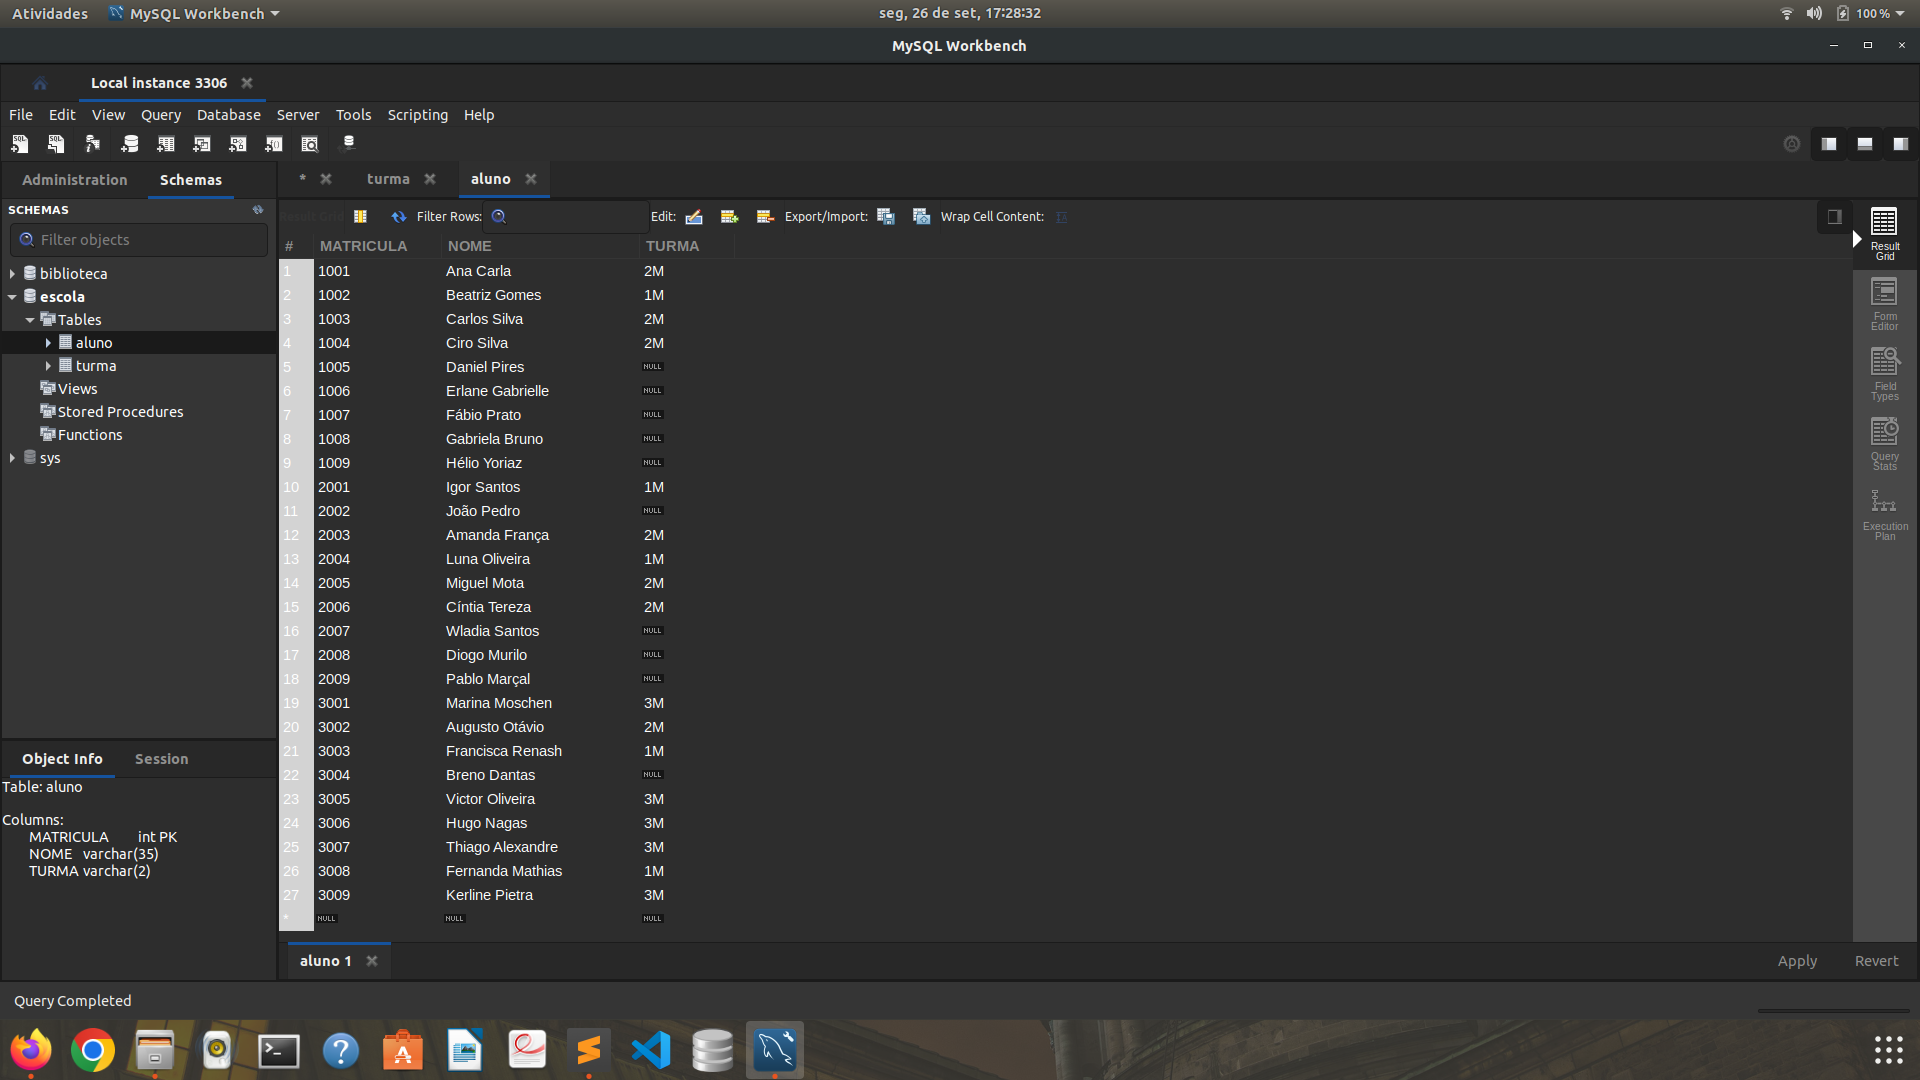 Atividades MySQL Workbench seg, 26 de set, 17:28:32 100 %
MySQL Workbench
Local instance 3306
File Edit View Query Database Server Tools Scripting Help
Administration Schemas * turma aluno
SCHEMAS
Filter objects
biblioteca
escola
Tables
aluno
turma
Views
Stored Procedures
Functions
sys
Object Info Session
Table: aluno
Columns:
MATRICULA int PK
NOME varchar(35)
TURMA varchar(2)
Result Grid Filter Rows: Edit: Export/Import: Wrap Cell Content:
# MATRICULA NOME TURMA
1 1001 Ana Carla 2M
2 1002 Beatriz Gomes 1M
3 1003 Carlos Silva 2M
4 1004 Ciro Silva 2M
5 1005 Daniel Pires NULL
6 1006 Erlane Gabrielle NULL
7 1007 Fábio Prato NULL
8 1008 Gabriela Bruno NULL
9 1009 Hélio Yoriaz NULL
10 2001 Igor Santos 1M
11 2002 João Pedro NULL
12 2003 Amanda França 2M
13 2004 Luna Oliveira 1M
14 2005 Miguel Mota 2M
15 2006 Cíntia Tereza 2M
16 2007 Wladia Santos NULL
17 2008 Diogo Murilo NULL
18 2009 Pablo Marçal NULL
19 3001 Marina Moschen 3M
20 3002 Augusto Otávio 2M
21 3003 Francisca Renash 1M
22 3004 Breno Dantas NULL
23 3005 Victor Oliveira 3M
24 3006 Hugo Nagas 3M
25 3007 Thiago Alexandre 3M
26 3008 Fernanda Mathias 1M
27 3009 Kerline Pietra 3M
* NULL NULL NULL
Result
Grid
Form
Editor
Field
Types
Query
Stats
Execution
Plan
aluno 1 Apply Revert
Query Completed